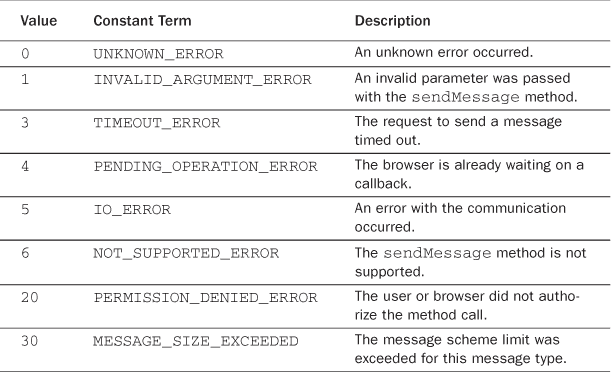 Value Constant Term Description
0 UNKNOWN_ERROR An unknown error occurred.
1 INVALID_ARGUMENT_ERROR An invalid parameter was passed
with the sendMessage method.
3 TIMEOUT_ERROR The request to send a message
timed out.
4 PENDING_OPERATION_ERROR The browser is already waiting on a
callback.
5 IO_ERROR An error with the communication
occurred.
6 NOT_SUPPORTED_ERROR The sendMessage method is not
supported.
20 PERMISSION_DENIED_ERROR The user or browser did not autho-
rize the method call.
30 MESSAGE_SIZE_EXCEEDED The message scheme limit was
exceeded for this message type.